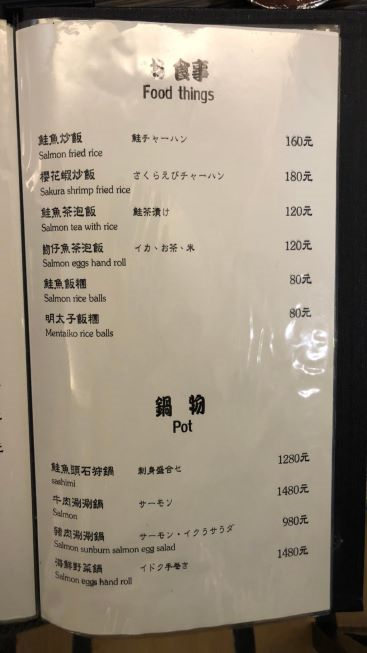 お 食事
Food things
鮭魚炒飯 鮭チャーハン 160元
Salmon fried rice
櫻花蝦炒飯 さくらえびチャーハン 180元
Sakura shrimp fried rice
鮭魚茶泡飯 鮭茶漬け 120元
Salmon tea with rice
魩仔魚茶泡飯 イカ、お茶、米 120元
Salmon eggs hand roll
鮭魚飯糰 80元
Salmon rice balls
明太子飯糰 80元
Mentaiko rice balls
鍋 物
Pot
鮭魚頭石狩鍋 刺身盛合せ 1280元
sashimi
牛肉涮涮鍋 サーモン 1480元
Salmon
豬肉涮涮鍋 サーモン・イクラサラダ 980元
Salmon sunburn salmon egg salad
海鮮野菜鍋 イドク手巻き 1480元
Salmon eggs hand roll